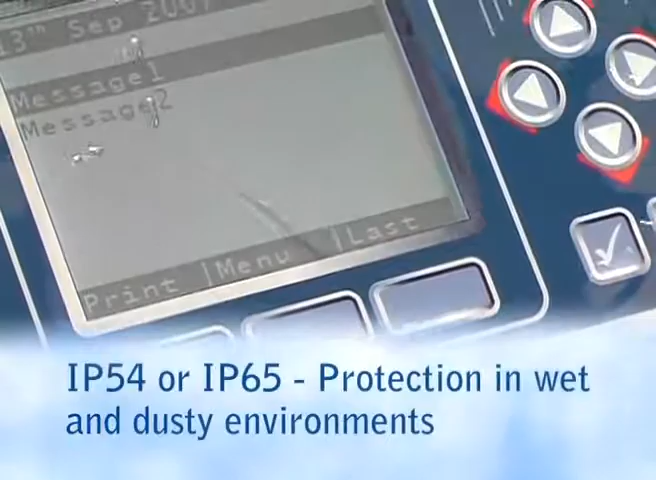 13th Sep 2007
Message1
Message2
Print |Menu |Last
IP54 or IP65 - Protection in wet
and dusty environments